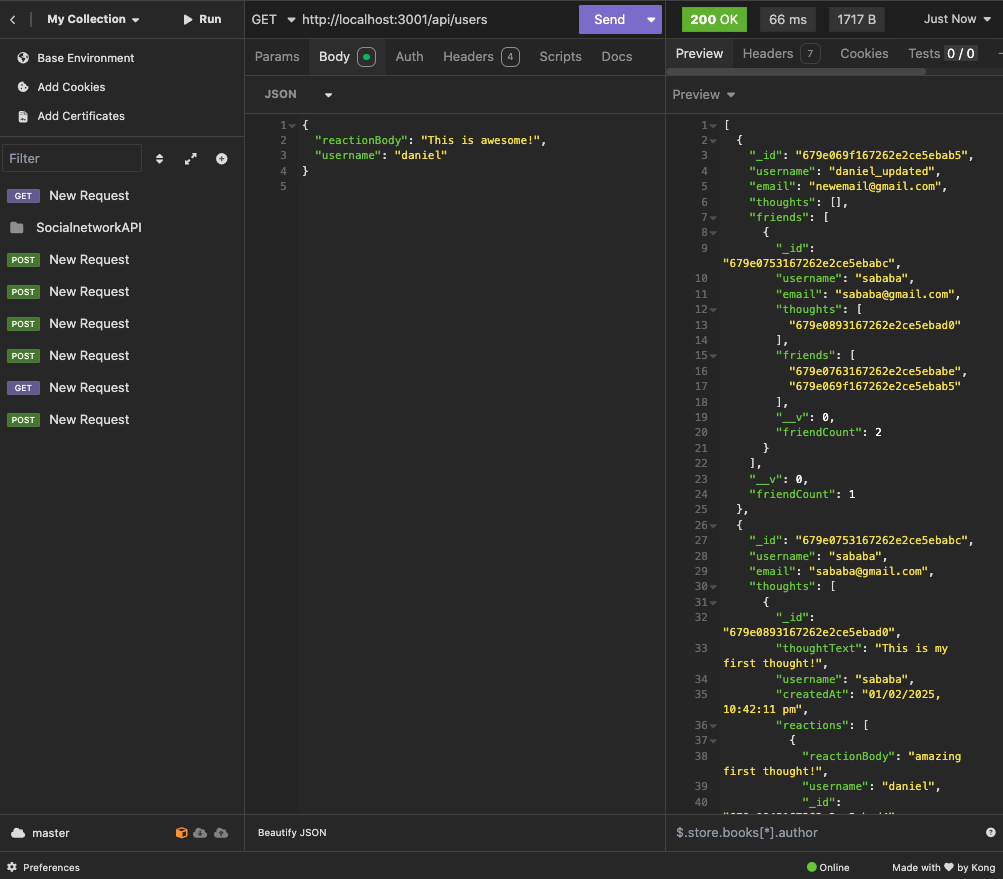 My Collection
Run
Base Environment
Add Cookies
Add Certificates
Filter
GET New Request
SocialnetworkAPI
POST New Request
POST New Request
POST New Request
POST New Request
GET New Request
POST New Request
master
Preferences
GET http://localhost:3001/api/users Send
Params Body Auth Headers 4 Scripts Docs
JSON
1 {
2 "reactionBody": "This is awesome!",
3 "username": "daniel"
4 }
5
Beautify JSON
200 OK 66 ms 1717 B Just Now
Preview Headers 7 Cookies Tests 0 / 0
Preview
1 [
2 {
3 "_id": "679e069f167262e2ce5ebab5",
4 "username": "daniel_updated",
5 "email": "newemail@gmail.com",
6 "thoughts": [],
7 "friends": [
8 {
9 "_id":
"679e0753167262e2ce5ebabc",
10 "username": "sababa",
11 "email": "sababa@gmail.com",
12 "thoughts": [
13 "679e0893167262e2ce5ebad0"
14 ],
15 "friends": [
16 "679e0763167262e2ce5ebabe",
17 "679e069f167262e2ce5ebab5"
18 ],
19 "__v": 0,
20 "friendCount": 2
21 }
22 ],
23 "__v": 0,
24 "friendCount": 1
25 },
26 {
27 "_id": "679e0753167262e2ce5ebabc",
28 "username": "sababa",
29 "email": "sababa@gmail.com",
30 "thoughts": [
31 {
32 "_id":
"679e0893167262e2ce5ebad0",
33 "thoughtText": "This is my
first thought!",
34 "username": "sababa",
35 "createdAt": "01/02/2025,
10:42:11 pm",
36 "reactions": [
37 {
38 "reactionBody": "amazing
first thought!",
39 "username": "daniel",
40 "_id":
$.store.books[*].author
Online
Made with ♥ by Kong